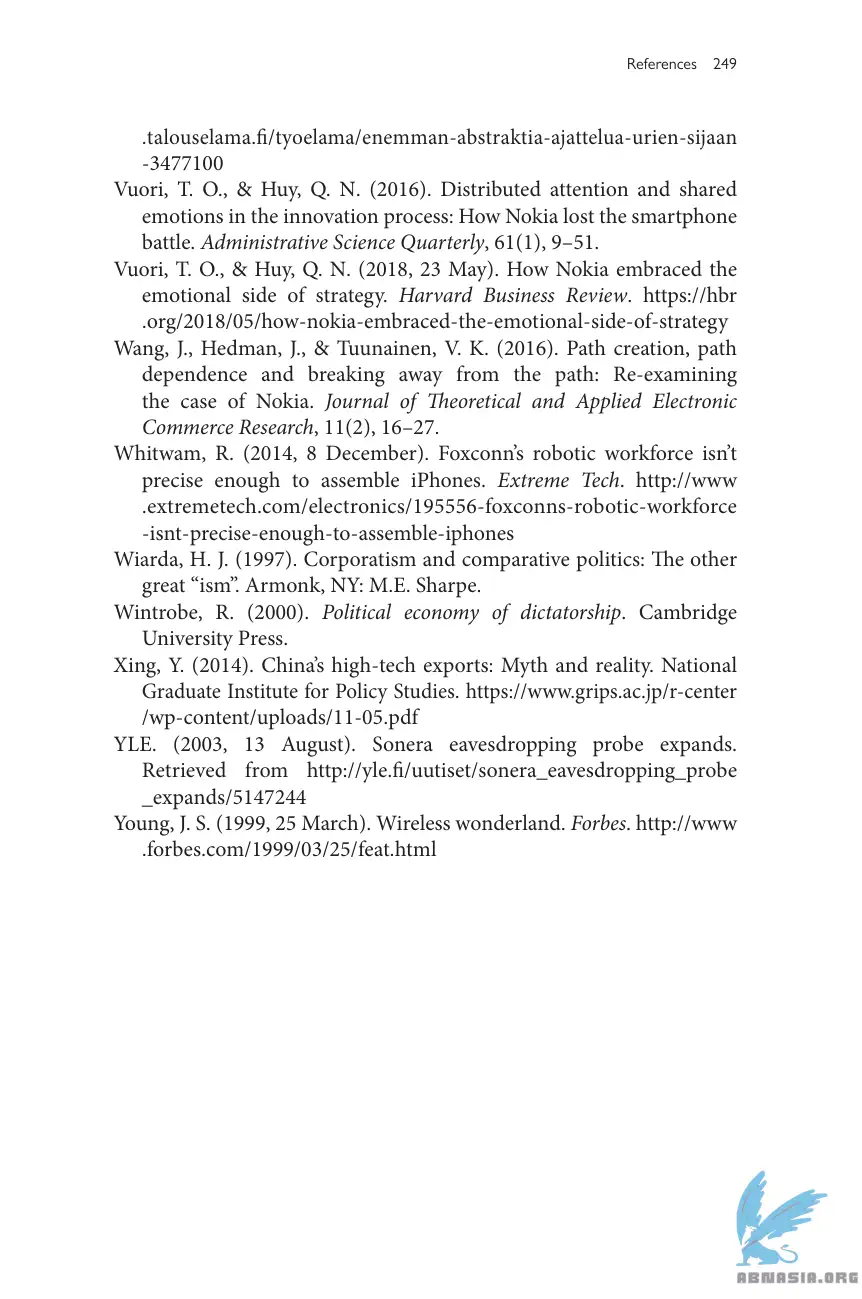 References 249
.talouselama.fi/tyoelama/enemman-abstraktia-ajattelua-urien-sijaan
-3477100
Vuori, T. O., & Huy, Q. N. (2016). Distributed attention and shared
emotions in the innovation process: How Nokia lost the smartphone
battle. Administrative Science Quarterly, 61(1), 9–51.
Vuori, T. O., & Huy, Q. N. (2018, 23 May). How Nokia embraced the
emotional side of strategy. Harvard Business Review. https://hbr
.org/2018/05/how-nokia-embraced-the-emotional-side-of-strategy
Wang, J., Hedman, J., & Tuunainen, V. K. (2016). Path creation, path
dependence and breaking away from the path: Re-examining
the case of Nokia. Journal of Theoretical and Applied Electronic
Commerce Research, 11(2), 16–27.
Whitwam, R. (2014, 8 December). Foxconn’s robotic workforce isn’t
precise enough to assemble iPhones. Extreme Tech. http://www
.extremetech.com/electronics/195556-foxconns-robotic-workforce
-isnt-precise-enough-to-assemble-iphones
Wiarda, H. J. (1997). Corporatism and comparative politics: The other
great “ism”. Armonk, NY: M.E. Sharpe.
Wintrobe, R. (2000). Political economy of dictatorship. Cambridge
University Press.
Xing, Y. (2014). China’s high-tech exports: Myth and reality. National
Graduate Institute for Policy Studies. https://www.grips.ac.jp/r-center
/wp-content/uploads/11-05.pdf
YLE. (2003, 13 August). Sonera eavesdropping probe expands.
Retrieved from http://yle.fi/uutiset/sonera_eavesdropping_probe
_expands/5147244
Young, J. S. (1999, 25 March). Wireless wonderland. Forbes. http://www
.forbes.com/1999/03/25/feat.html
ABNASIA.ORG